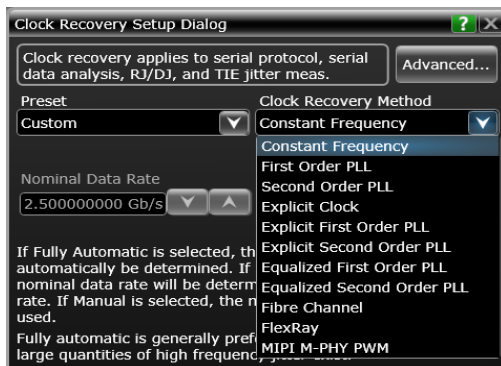 Clock Recovery Setup Dialog
? X
Clock recovery applies to serial protocol, serial
data analysis, RJ/DJ, and TIE jitter meas.
Advanced...
Preset
Custom
Clock Recovery Method
Constant Frequency
Constant Frequency
First Order PLL
Second Order PLL
Explicit Clock
Explicit First Order PLL
Explicit Second Order PLL
Equalized First Order PLL
Equalized Second Order PLL
Fibre Channel
FlexRay
MIPI M-PHY PWM
Nominal Data Rate
2.500000000 Gb/s
If Fully Automatic is selected, th
automatically be determined. If
nominal data rate will be determ
rate. If Manual is selected, the n
used.
Fully automatic is generally pref
large quantities of high frequenc